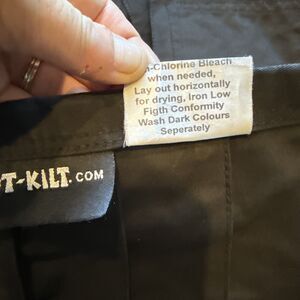 -Chlorine Bleach
when needed,
Lay out horizontally
for drying, Iron Low
Figth Conformity
Wash Dark Colours
Seperately
T-KILT.COM